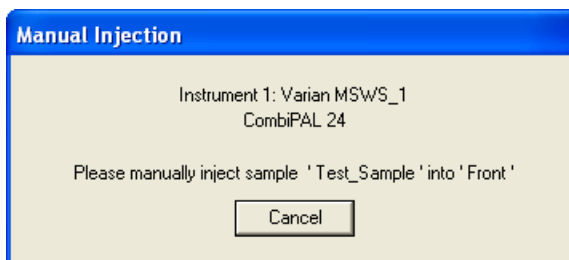 Manual Injection
Instrument 1: Varian MSWS_1
CombiPAL 24
Please manually inject sample ' Test_Sample ' into ' Front '
Cancel